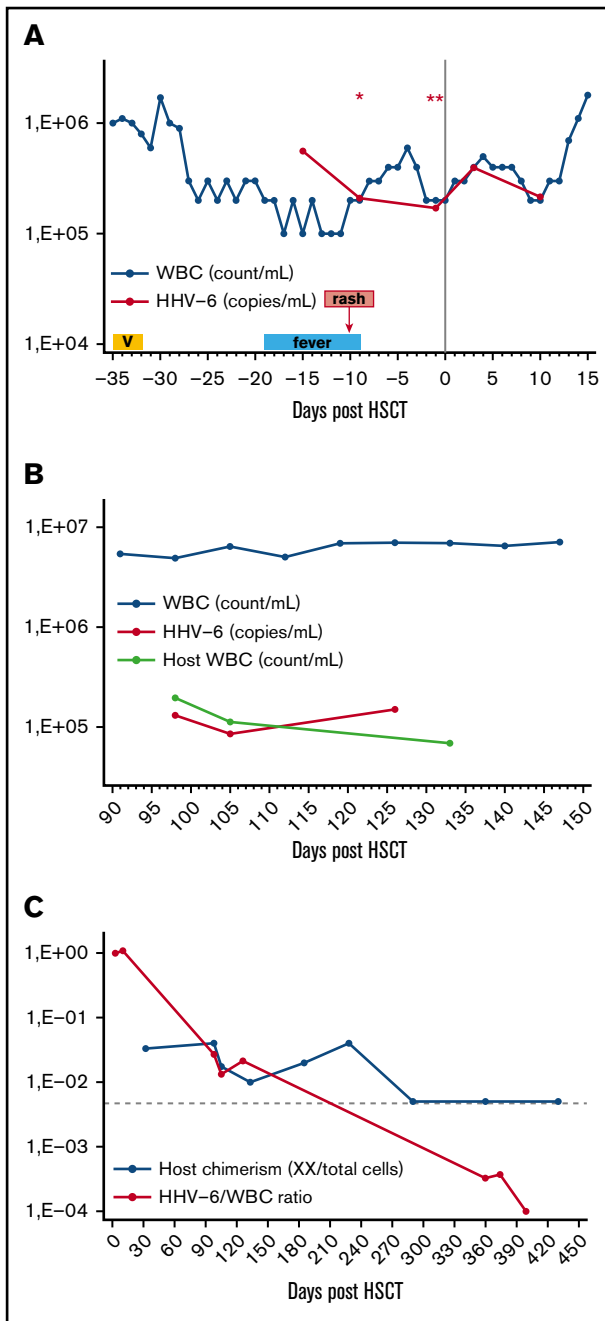 A
* **
1,E+06
1,E+05
1,E+04
WBC (count/mL)
HHV–6 (copies/mL)
rash
V
fever
–35 –30 –25 –20 –15 –10 –5 0 5 10 15
Days post HSCT
B
1,E+07
1,E+06
1,E+05
WBC (count/mL)
HHV–6 (copies/mL)
Host WBC (count/mL)
90 95 100 105 110 115 120 125 130 135 140 145 150
Days post HSCT
C
1,E+00
1,E–01
1,E–02
1,E–03
1,E–04
Host chimerism (XX/total cells)
HHV–6/WBC ratio
0 30 60 90 120 150 180 210 240 270 300 330 360 390 420 450
Days post HSCT